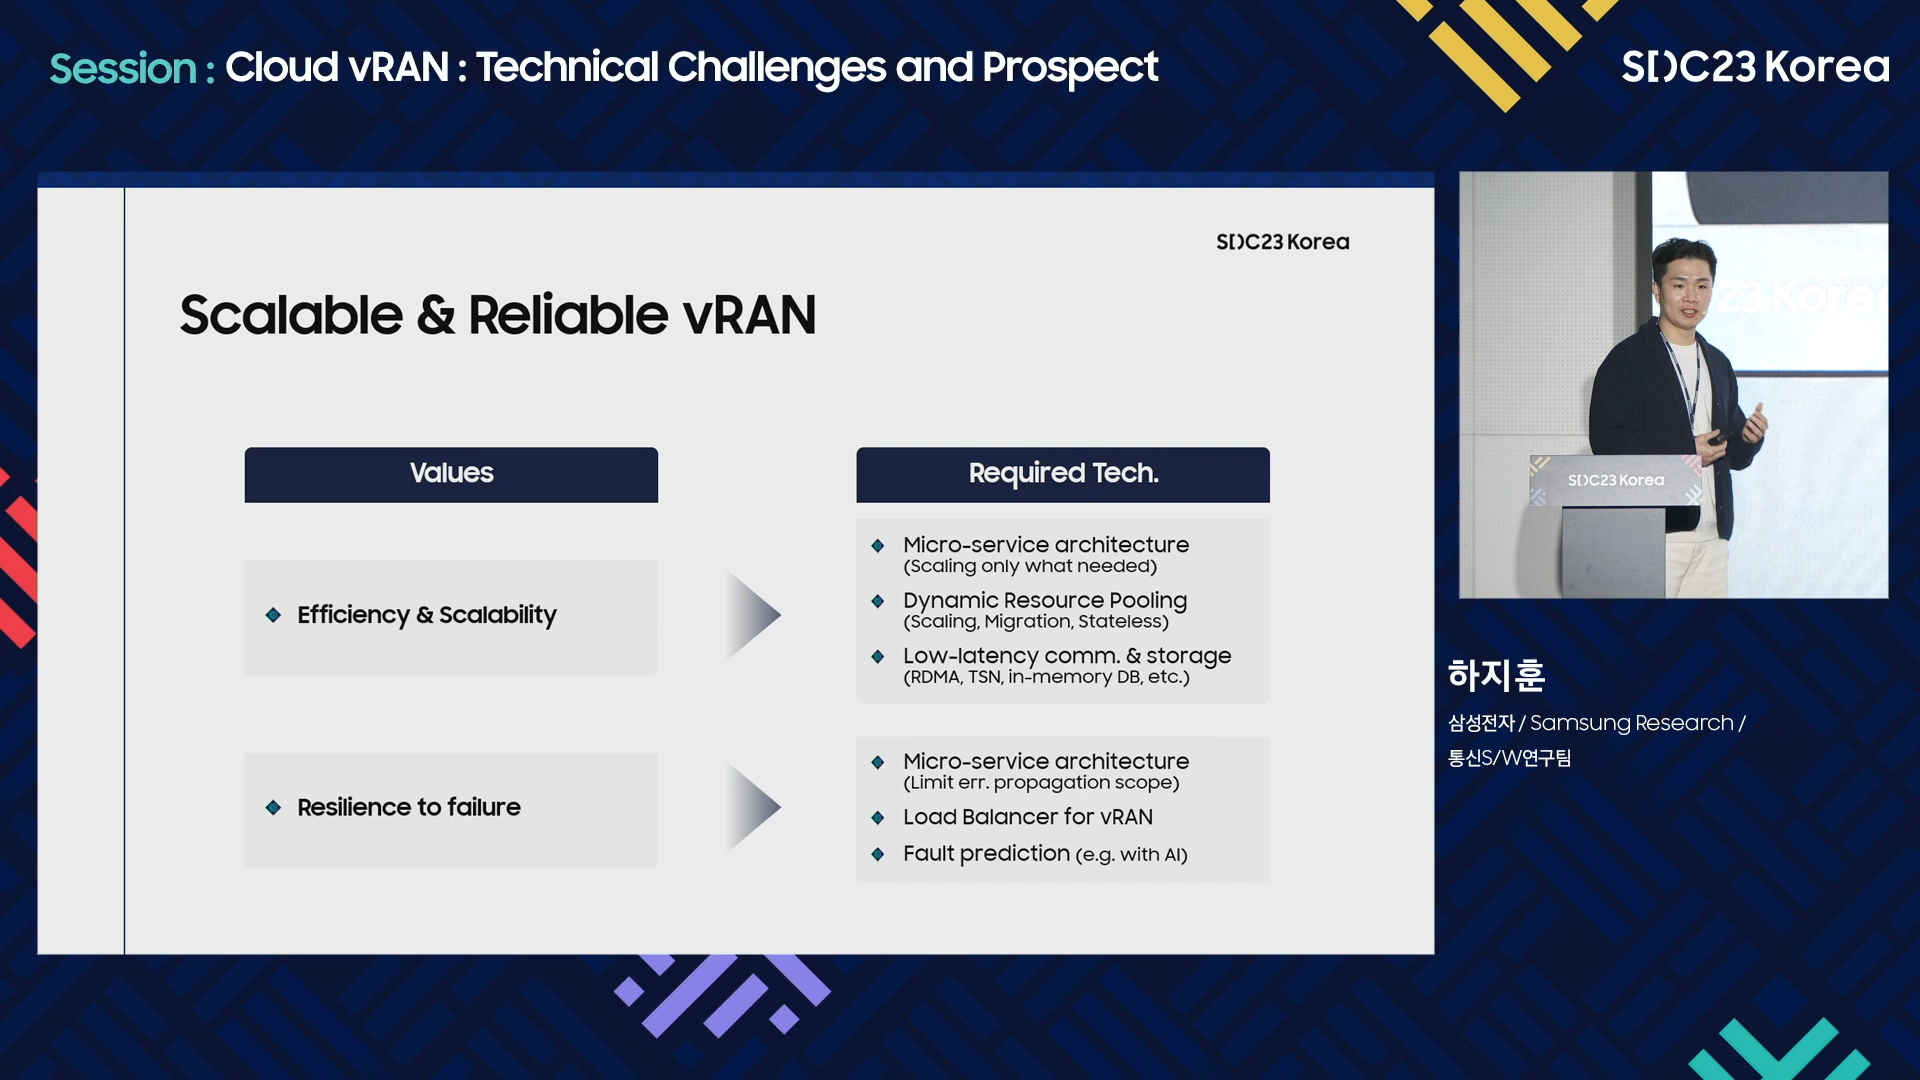 Session : Cloud vRAN : Technical Challenges and Prospect
SDC23 Korea
SDC23 Korea
Scalable & Reliable vRAN
Values
Required Tech.
Efficiency & Scalability
Micro-service architecture
(Scaling only what needed)
Dynamic Resource Pooling
(Scaling, Migration, Stateless)
Low-latency comm. & storage
(RDMA, TSN, in-memory DB, etc.)
Resilience to failure
Micro-service architecture
(Limit err. propagation scope)
Load Balancer for vRAN
Fault prediction (e.g. with AI)
23 Korea
SDC23 Korea
하지훈
삼성전자 / Samsung Research /
통신S/W연구팀